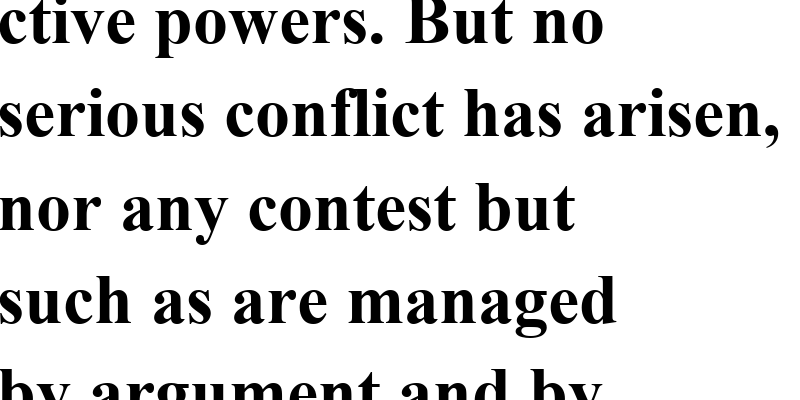 ctive powers. But no
serious conflict has arisen,
nor any contest but
such as are managed
by argument and by